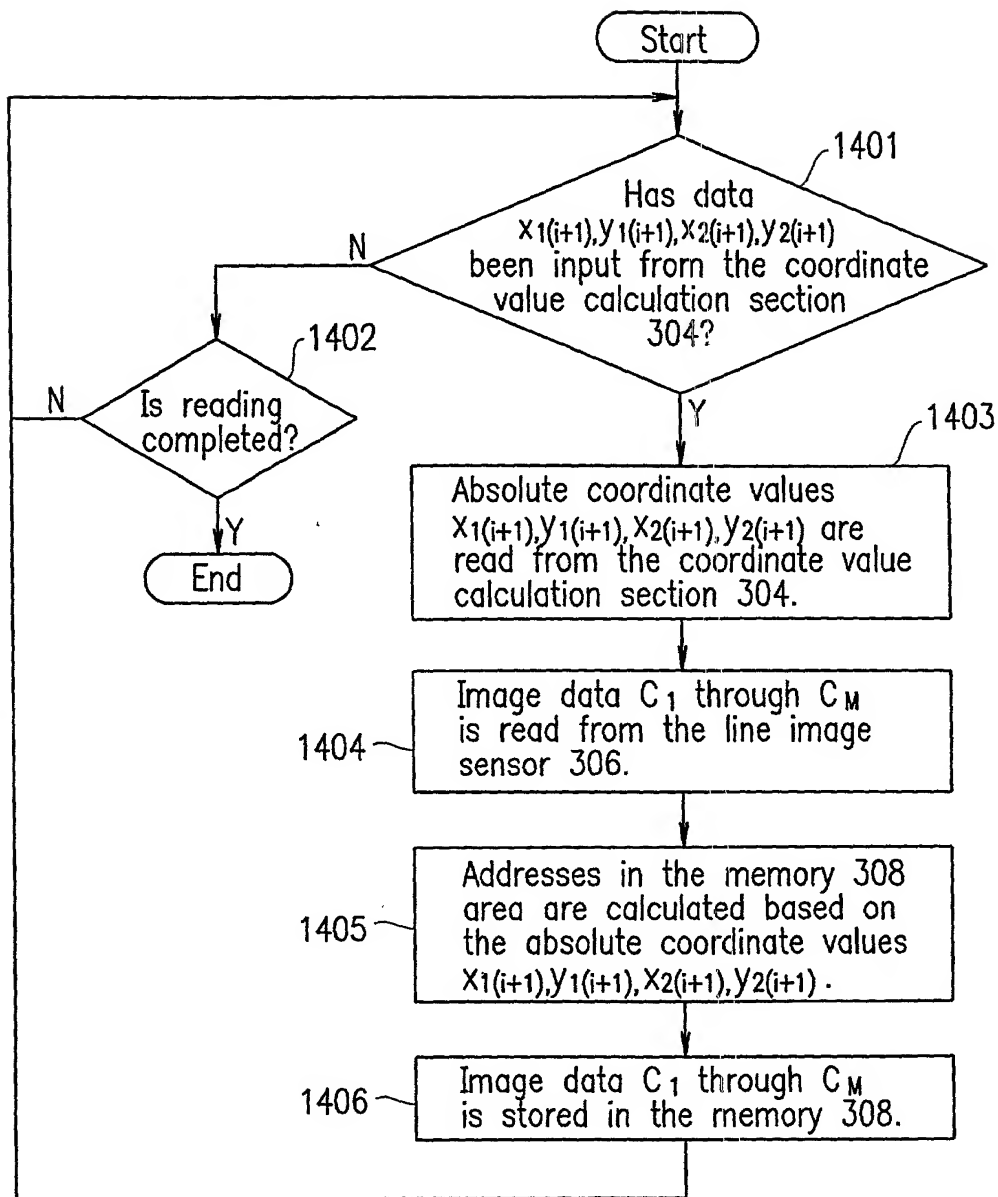 Start
1401
Has data
x1(i+1),y1(i+1),x2(i+1),y2(i+1)
been input from the coordinate
value calculation section
304?
N
Y
1402
Is reading
completed?
N
Y
End
1403
Absolute coordinate values
x1(i+1),y1(i+1),x2(i+1),y2(i+1) are
read from the coordinate value
calculation section 304.
1404
Image data C1 through CM
is read from the line image
sensor 306.
1405
Addresses in the memory 308
area are calculated based on
the absolute coordinate values
x1(i+1),y1(i+1),x2(i+1),y2(i+1).
1406
Image data C1 through CM
is stored in the memory 308.